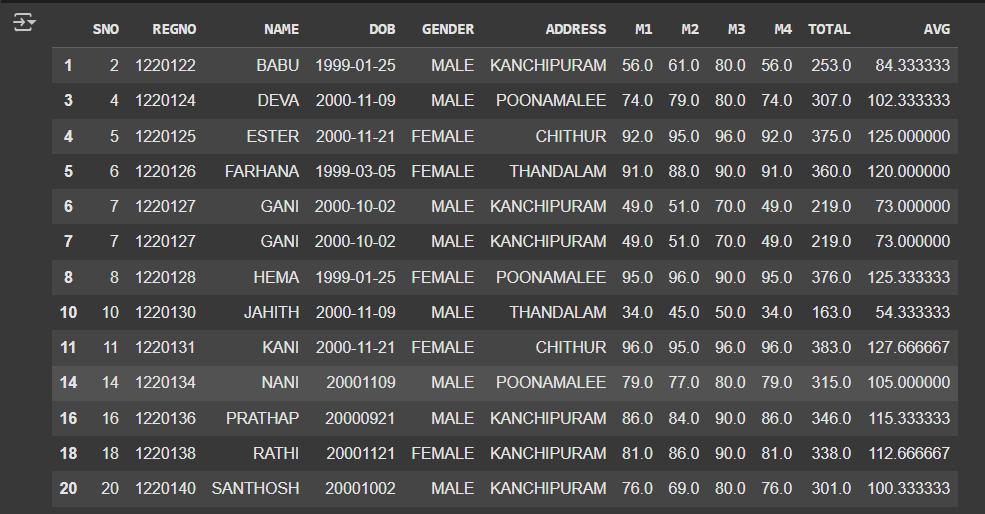 SNO REGNO NAME DOB GENDER ADDRESS M1 M2 M3 M4 TOTAL AVG
1 2 1220122 BABU 1999-01-25 MALE KANCHIPURAM 56.0 61.0 80.0 56.0 253.0 84.333333
3 4 1220124 DEVA 2000-11-09 MALE POONAMALEE 74.0 79.0 80.0 74.0 307.0 102.333333
4 5 1220125 ESTER 2000-11-21 FEMALE CHITHUR 92.0 95.0 96.0 92.0 375.0 125.000000
5 6 1220126 FARHANA 1999-03-05 FEMALE THANDALAM 91.0 88.0 90.0 91.0 360.0 120.000000
6 7 1220127 GANI 2000-10-02 MALE KANCHIPURAM 49.0 51.0 70.0 49.0 219.0 73.000000
7 7 1220127 GANI 2000-10-02 MALE KANCHIPURAM 49.0 51.0 70.0 49.0 219.0 73.000000
8 8 1220128 HEMA 1999-01-25 FEMALE POONAMALEE 95.0 96.0 90.0 95.0 376.0 125.333333
10 10 1220130 JAHITH 2000-11-09 MALE THANDALAM 34.0 45.0 50.0 34.0 163.0 54.333333
11 11 1220131 KANI 2000-11-21 FEMALE CHITHUR 96.0 95.0 96.0 96.0 383.0 127.666667
14 14 1220134 NANI 20001109 MALE POONAMALEE 79.0 77.0 80.0 79.0 315.0 105.000000
16 16 1220136 PRATHAP 20000921 MALE KANCHIPURAM 86.0 84.0 90.0 86.0 346.0 115.333333
18 18 1220138 RATHI 20001121 FEMALE KANCHIPURAM 81.0 86.0 90.0 81.0 338.0 112.666667
20 20 1220140 SANTHOSH 20001002 MALE KANCHIPURAM 76.0 69.0 80.0 76.0 301.0 100.333333